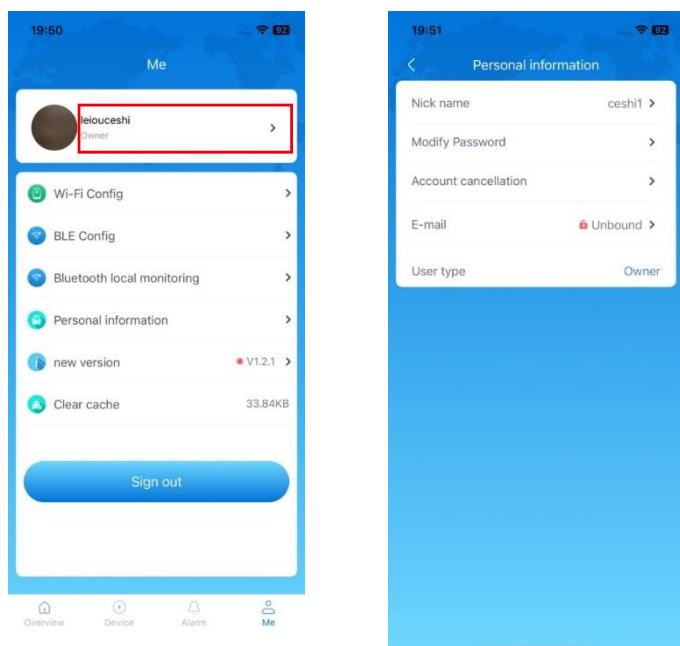 19:50
92
Me
leiouceshi
Owner
Wi-Fi Config
BLE Config
Bluetooth local monitoring
Personal information
new version V1.2.1
Clear cache 33.84KB
Sign out
Overview Device Alarm Me
19:51
92
Personal information
Nick name ceshi1
Modify Password
Account cancellation
E-mail Unbound
User type Owner